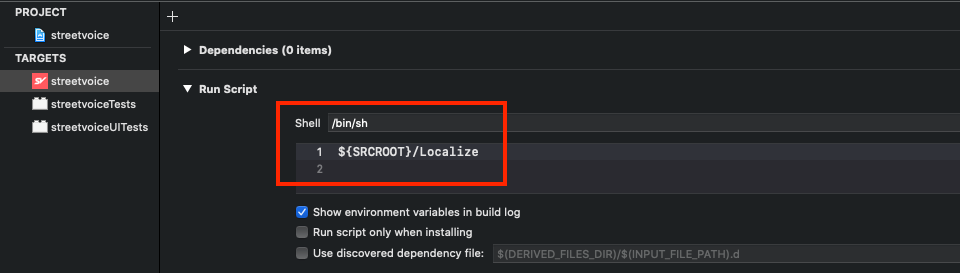 PROJECT
streetvoice
TARGETS
streetvoice
streetvoiceTests
streetvoiceUITests
+
Dependencies (0 items)
Run Script
Shell /bin/sh
1 ${SRCROOT}/Localize
2
Show environment variables in build log
Run script only when installing
Use discovered dependency file: $(DERIVED_FILES_DIR)/$(INPUT_FILE_PATH).d